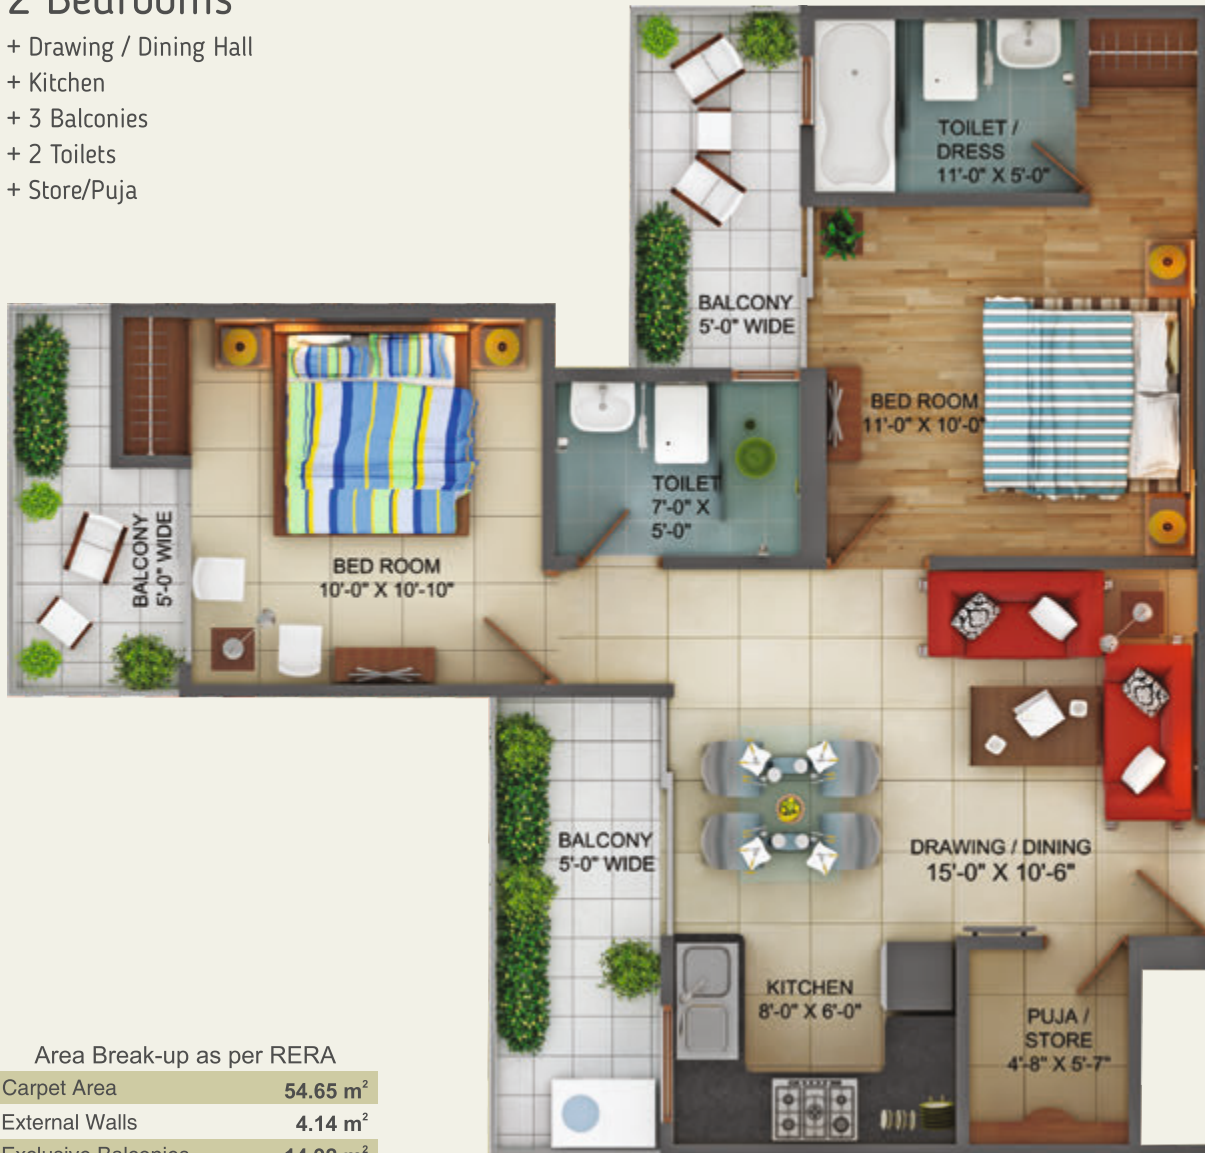 2 Bedrooms
+ Drawing / Dining Hall
+ Kitchen
+ 3 Balconies
+ 2 Toilets
+ Store/Puja
TOILET /
DRESS
11'-0" X 5'-0"
BALCONY
5'-0" WIDE
BED ROOM
11'-0" X 10'-0"
TOILET
7'-0" X
5'-0"
BALCONY
5'-0" WIDE
BED ROOM
10'-0" X 10'-10"
BALCONY
5'-0" WIDE
DRAWING / DINING
15'-0" X 10'-6"
KITCHEN
8'-0" X 6'-0"
PUJA /
STORE
4'-8" X 5'-7"
Area Break-up as per RERA
Carpet Area 54.65 m²
External Walls 4.14 m²
Exclusive Balconies